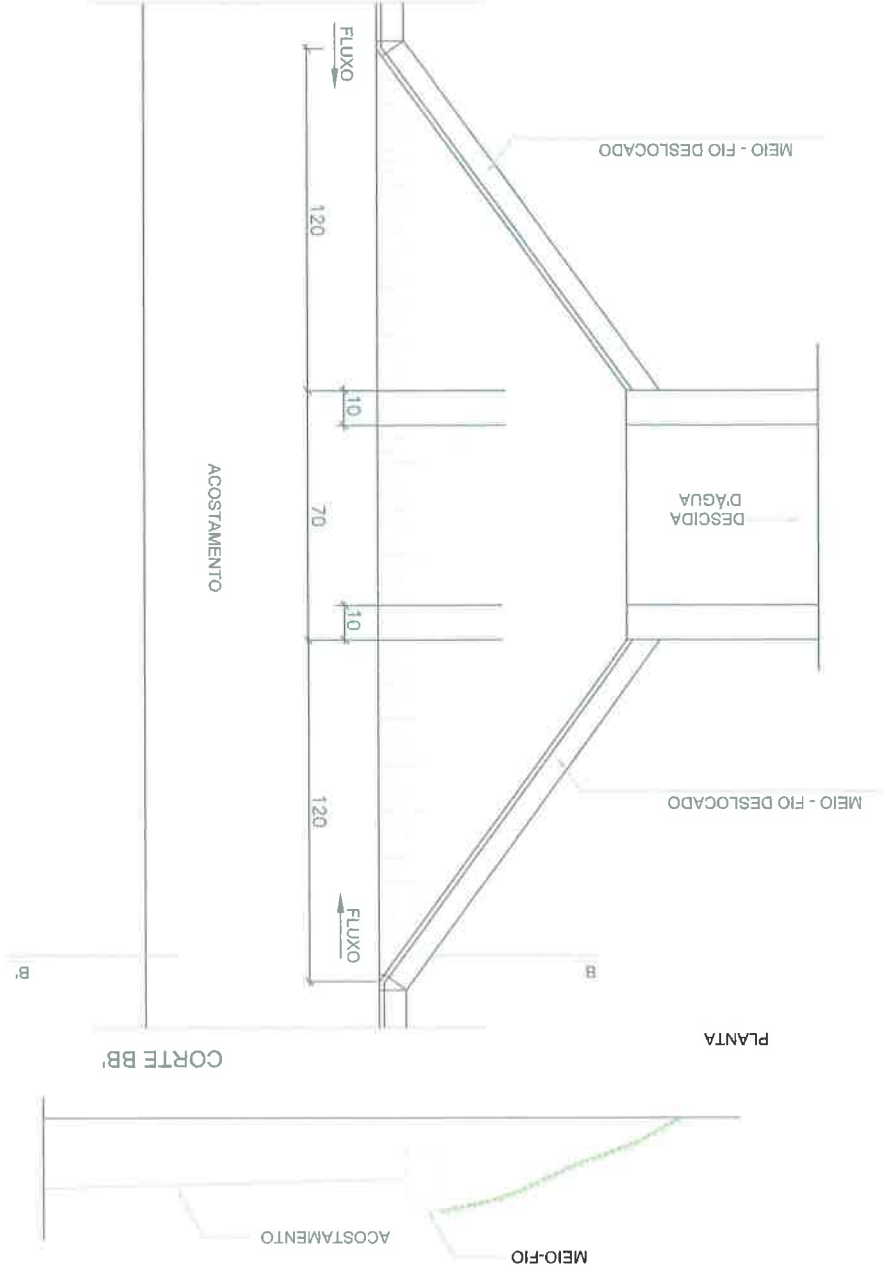 MEIO-FIO
ACOSTAMENTO
CORTE BB'
PLANTA
B
B'
FLUXO
MEIO - FIO DESLOCADO
120
10
DESCIDA
D'ÁGUA
70
ACOSTAMENTO
10
120
MEIO - FIO DESLOCADO
FLUXO